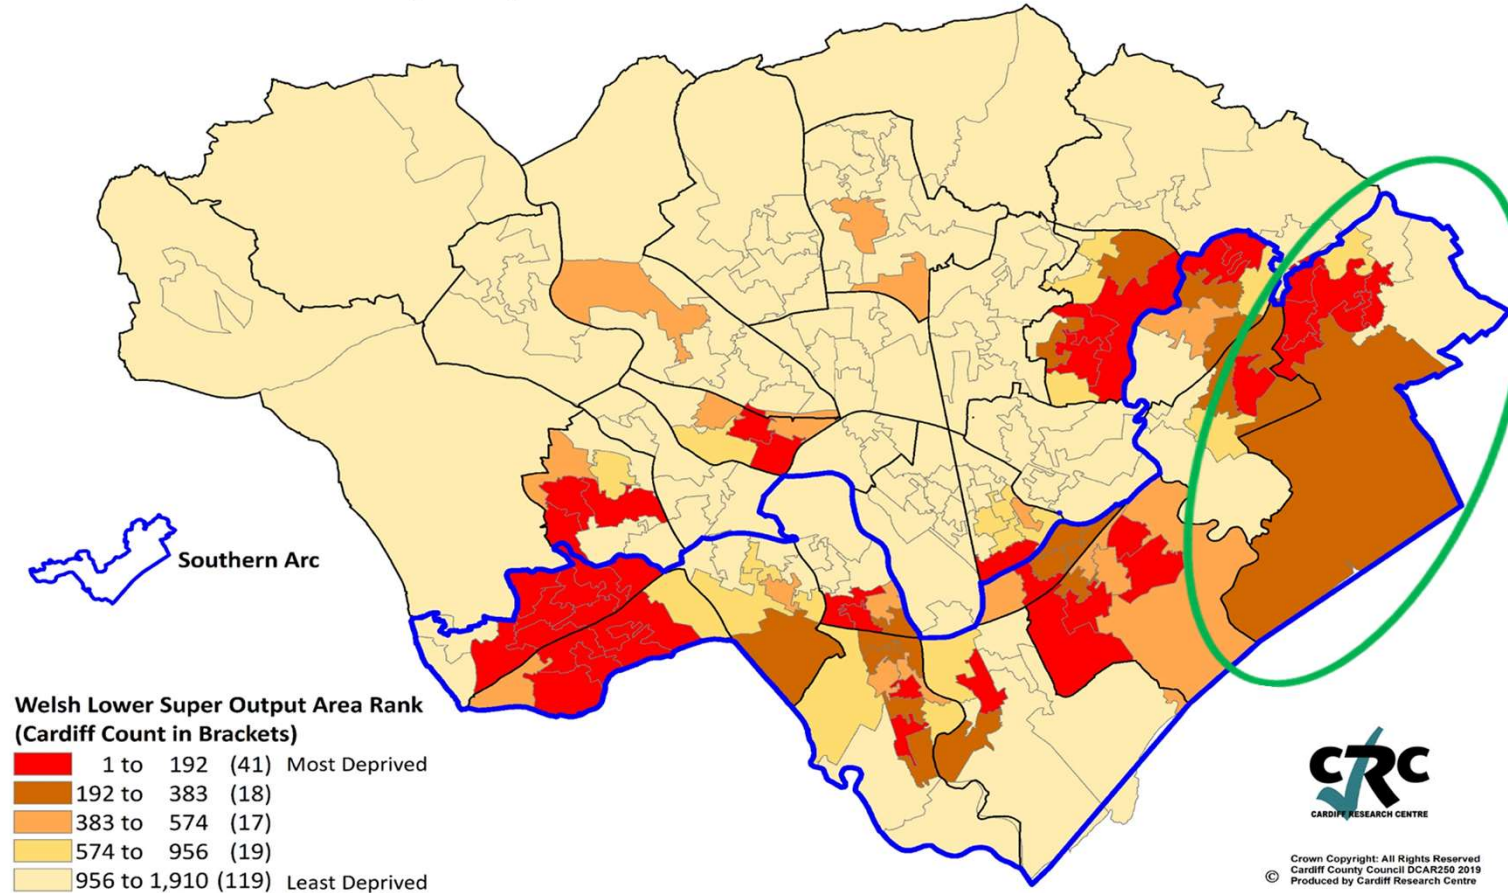 Southern Arc
Welsh Lower Super Output Area Rank
(Cardiff Count in Brackets)
1 to 192 (41) Most Deprived
192 to 383 (18)
383 to 574 (17)
574 to 956 (19)
956 to 1,910 (119) Least Deprived
CRC
CARDIFF RESEARCH CENTRE
Crown Copyright: All Rights Reserved
Cardiff County Council DCAR250 2019
© Produced by Cardiff Research Centre